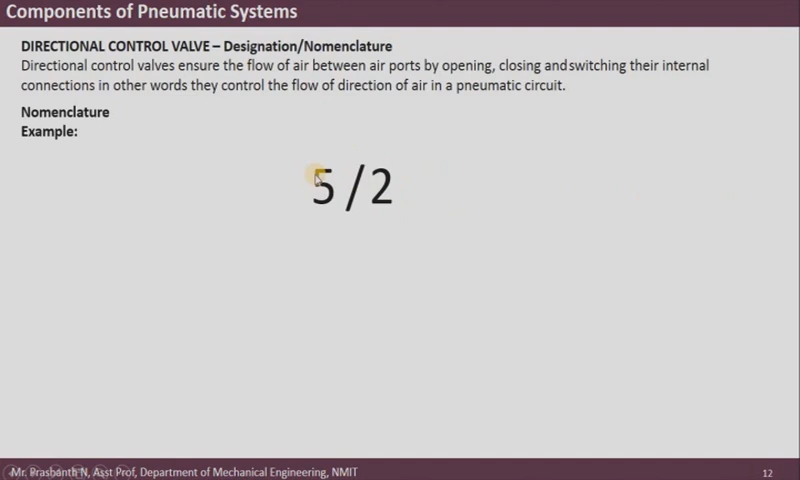 Components of Pneumatic Systems
DIRECTIONAL CONTROL VALVE – Designation/Nomenclature
Directional control valves ensure the flow of air between air ports by opening, closing and switching their internal
connections in other words they control the flow of direction of air in a pneumatic circuit.
Nomenclature
Example:
5 / 2
Mr. Prashanth N, Asst Prof, Department of Mechanical Engineering, NMIT
12